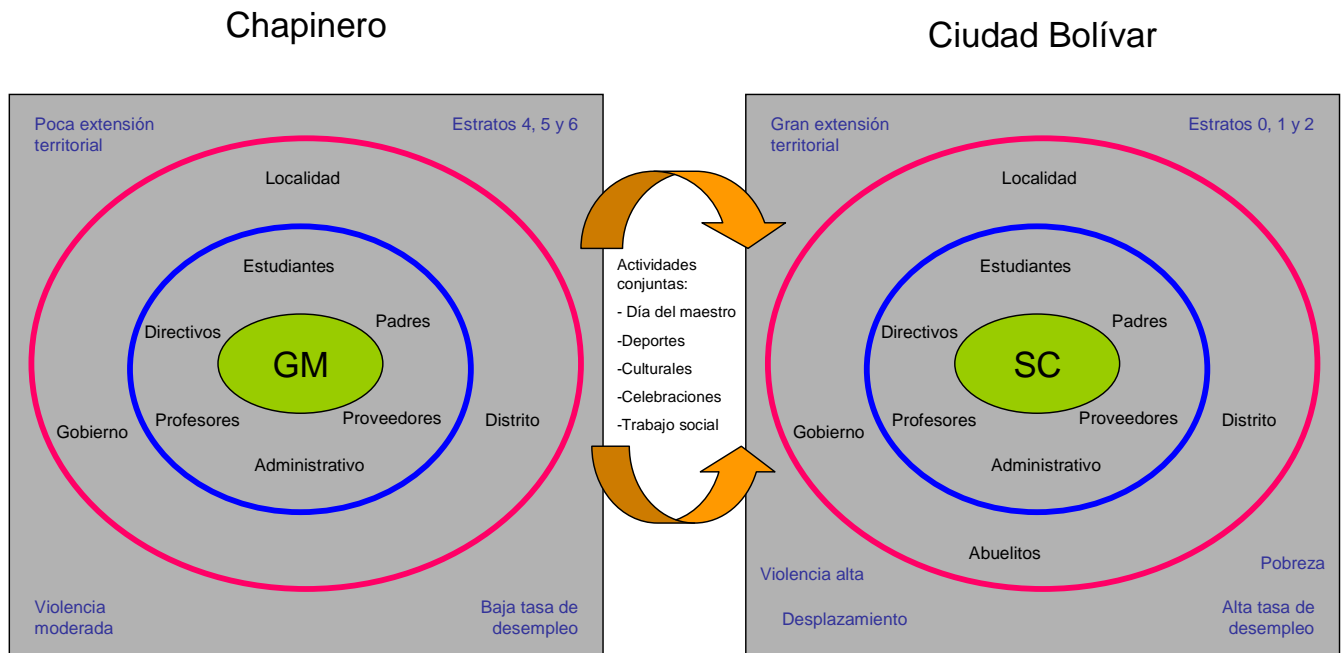 Chapinero
Poca extensión
territorial
Estratos 4, 5 y 6
Localidad
Estudiantes
Directivos
Padres
GM
Profesores
Proveedores
Gobierno
Distrito
Administrativo
Violencia
moderada
Baja tasa de
desempleo
Actividades
conjuntas:
- Día del maestro
-Deportes
-Culturales
-Celebraciones
-Trabajo social
Ciudad Bolívar
Gran extensión
territorial
Estratos 0, 1 y 2
Localidad
Estudiantes
Directivos
Padres
SC
Profesores
Proveedores
Gobierno
Distrito
Administrativo
Abuelitos
Violencia alta
Pobreza
Desplazamiento
Alta tasa de
desempleo